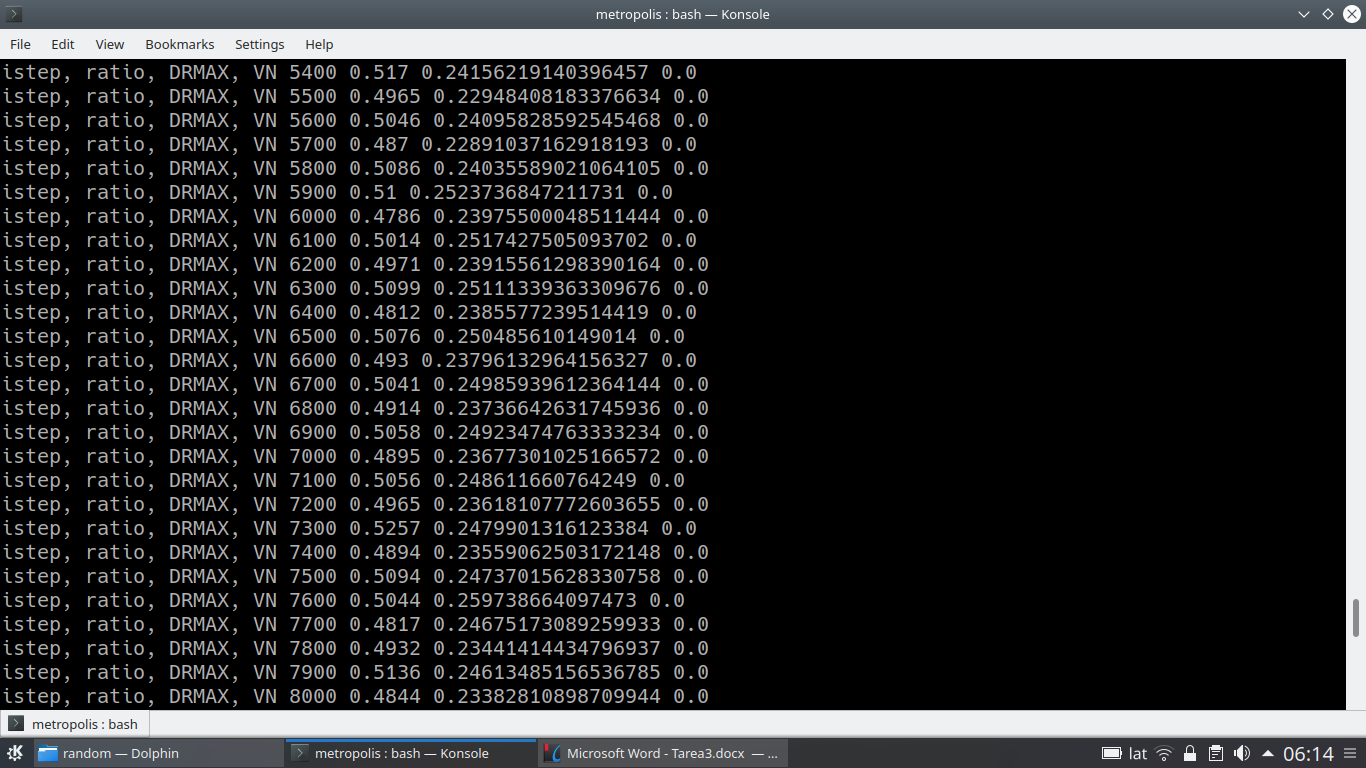 metropolis : bash — Konsole
File Edit View Bookmarks Settings Help
istep, ratio, DRMAX, VN 5400 0.517 0.24156219140396457 0.0
istep, ratio, DRMAX, VN 5500 0.4965 0.22948408183376634 0.0
istep, ratio, DRMAX, VN 5600 0.5046 0.24095828592545468 0.0
istep, ratio, DRMAX, VN 5700 0.487 0.22891037162918193 0.0
istep, ratio, DRMAX, VN 5800 0.5086 0.24035589021064105 0.0
istep, ratio, DRMAX, VN 5900 0.51 0.2523736847211731 0.0
istep, ratio, DRMAX, VN 6000 0.4786 0.23975500048511444 0.0
istep, ratio, DRMAX, VN 6100 0.5014 0.2517427505093702 0.0
istep, ratio, DRMAX, VN 6200 0.4971 0.23915561298390164 0.0
istep, ratio, DRMAX, VN 6300 0.5099 0.25111339363309676 0.0
istep, ratio, DRMAX, VN 6400 0.4812 0.2385577239514419 0.0
istep, ratio, DRMAX, VN 6500 0.5076 0.250485610149014 0.0
istep, ratio, DRMAX, VN 6600 0.493 0.23796132964156327 0.0
istep, ratio, DRMAX, VN 6700 0.5041 0.24985939612364144 0.0
istep, ratio, DRMAX, VN 6800 0.4914 0.23736642631745936 0.0
istep, ratio, DRMAX, VN 6900 0.5058 0.24923474763333234 0.0
istep, ratio, DRMAX, VN 7000 0.4895 0.23677301025166572 0.0
istep, ratio, DRMAX, VN 7100 0.5056 0.248611660764249 0.0
istep, ratio, DRMAX, VN 7200 0.4965 0.23618107772603655 0.0
istep, ratio, DRMAX, VN 7300 0.5257 0.2479901316123384 0.0
istep, ratio, DRMAX, VN 7400 0.4894 0.23559062503172148 0.0
istep, ratio, DRMAX, VN 7500 0.5094 0.24737015628330758 0.0
istep, ratio, DRMAX, VN 7600 0.5044 0.259738664097473 0.0
istep, ratio, DRMAX, VN 7700 0.4817 0.24675173089259933 0.0
istep, ratio, DRMAX, VN 7800 0.4932 0.23441414434796937 0.0
istep, ratio, DRMAX, VN 7900 0.5136 0.24613485156536785 0.0
istep, ratio, DRMAX, VN 8000 0.4844 0.23382810898709944 0.0
metropolis : bash
random — Dolphin metropolis : bash — Konsole Microsoft Word - Tarea3.docx — ... lat 06:14